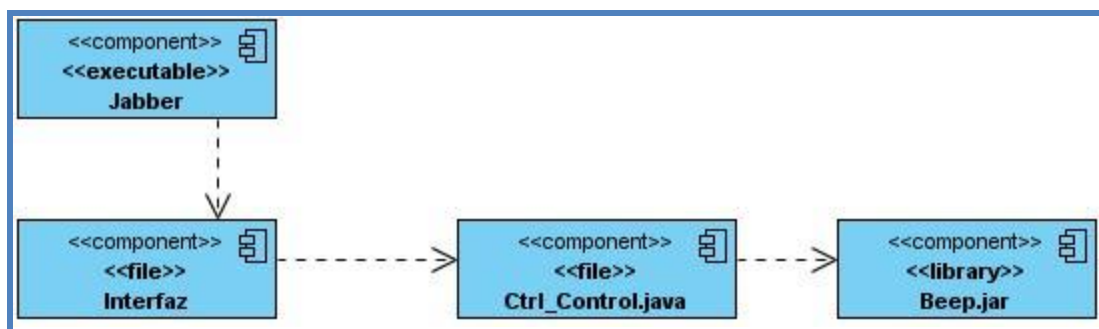 <<component>>
<<executable>>
Jabber
<<component>>
<<file>>
Interfaz
<<component>>
<<file>>
Ctrl_Control.java
<<component>>
<<library>>
Beep.jar